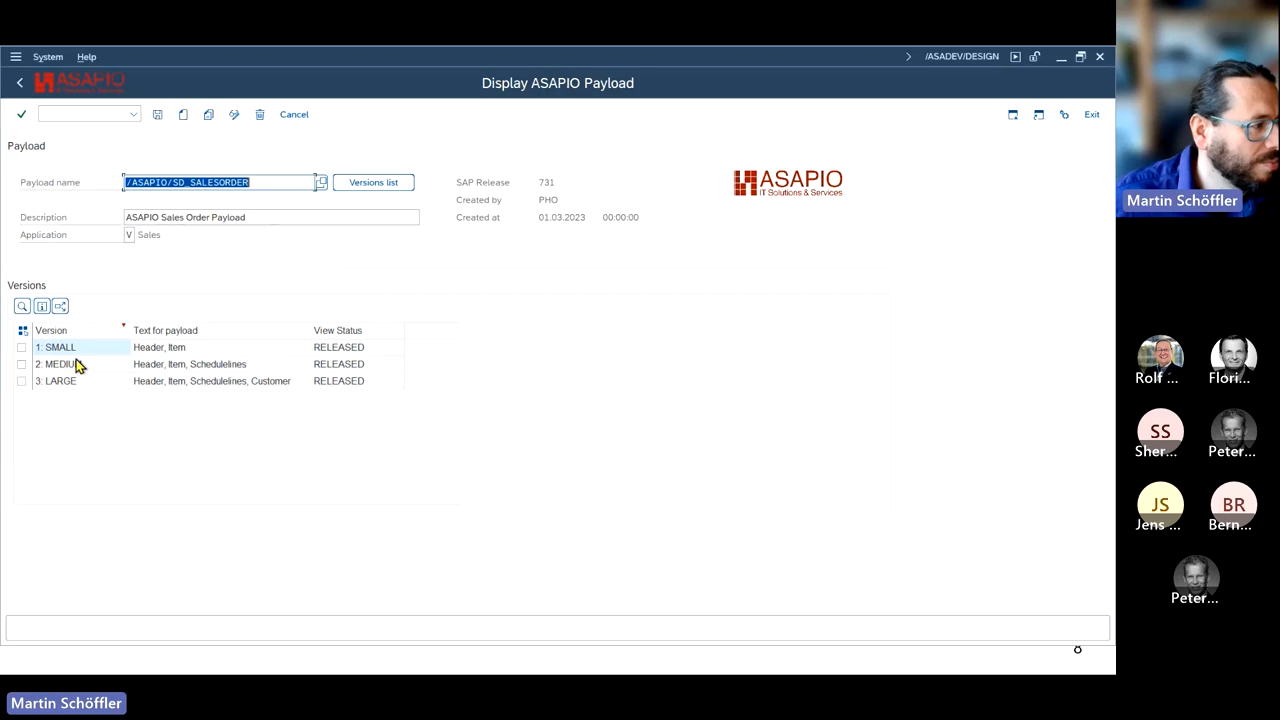 System Help /ASADEV/DESIGN
ASAPIO
IT Solutions & Services
Display ASAPIO Payload
Cancel Exit
Payload
Payload name /ASAPIO/SD_SALESORDER Versions list SAP Release 731
ASAPIO
IT Solutions & Services
Created by PHO
Description ASAPIO Sales Order Payload Created at 01.03.2023 00:00:00
Application V Sales
Versions
Version Text for payload View Status
1: SMALL Header, Item RELEASED
2: MEDIU Header, Item, Schedulelines RELEASED
3: LARGE Header, Item, Schedulelines, Customer RELEASED
Martin Schöffler
Rolf ... Flori...
SS
Sher... Peter...
JS BR
Jens ... Bern...
Peter...
Martin Schöffler